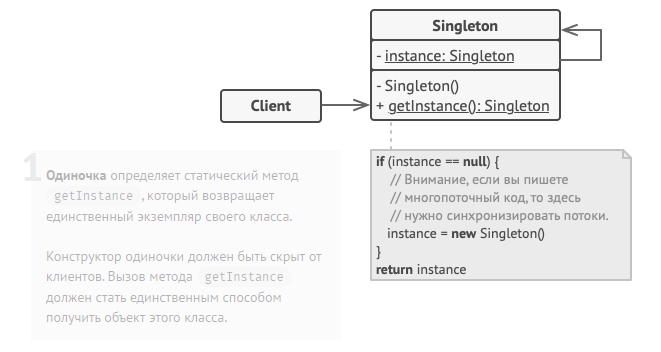 Singleton
- instance: Singleton
- Singleton()
+ getInstance(): Singleton
Client
1
Одиночка определяет статический метод
getInstance , который возвращает
единственный экземпляр своего класса.
Конструктор одиночки должен быть скрыт от
клиентов. Вызов метода getInstance
должен стать единственным способом
получить объект этого класса.
if (instance == null) {
// Внимание, если вы пишете
// многопоточный код, то здесь
// нужно синхронизировать потоки.
instance = new Singleton()
}
return instance